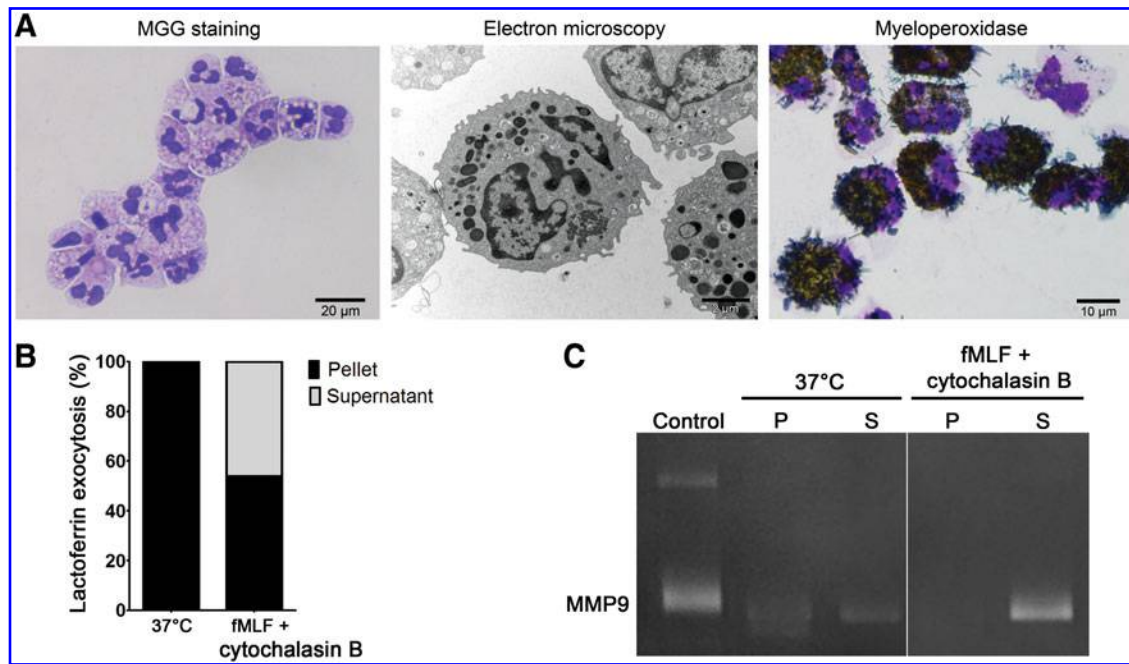 A
MGG staining
Electron microscopy
Myeloperoxidase
20 µm
µm
10 µm
B
Lactoferrin exocytosis (%)
100
80
60
40
20
0
37°C
fMLF +
cytochalasin B
Pellet
Supernatant
C
37°C
fMLF +
cytochalasin B
Control
P
S
P
S
MMP9